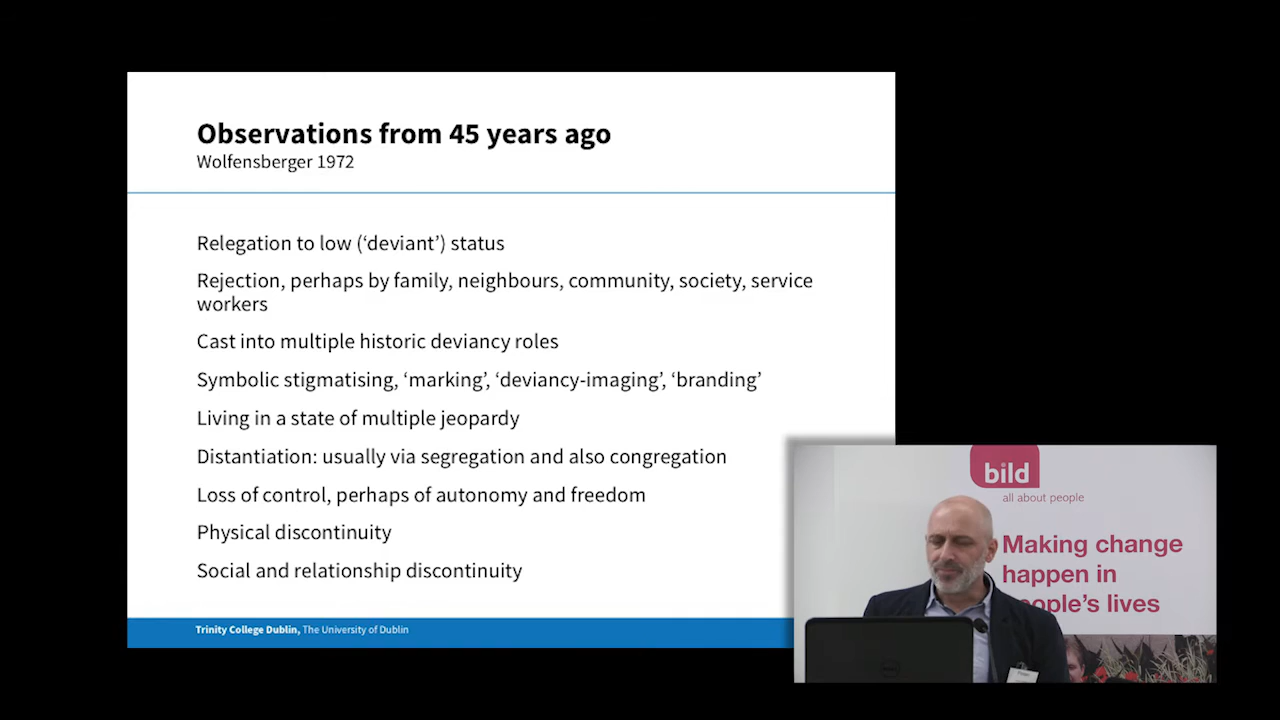 Observations from 45 years ago
Wolfensberger 1972
Relegation to low (‘deviant’) status
Rejection, perhaps by family, neighbours, community, society, service
workers
Cast into multiple historic deviancy roles
Symbolic stigmatising, ‘marking’, ‘deviancy-imaging’, ‘branding’
Living in a state of multiple jeopardy
Distantiation: usually via segregation and also congregation
Loss of control, perhaps of autonomy and freedom
Physical discontinuity
Social and relationship discontinuity
Trinity College Dublin, The University of Dublin
bild
all about people
Making change
happen in
people’s lives